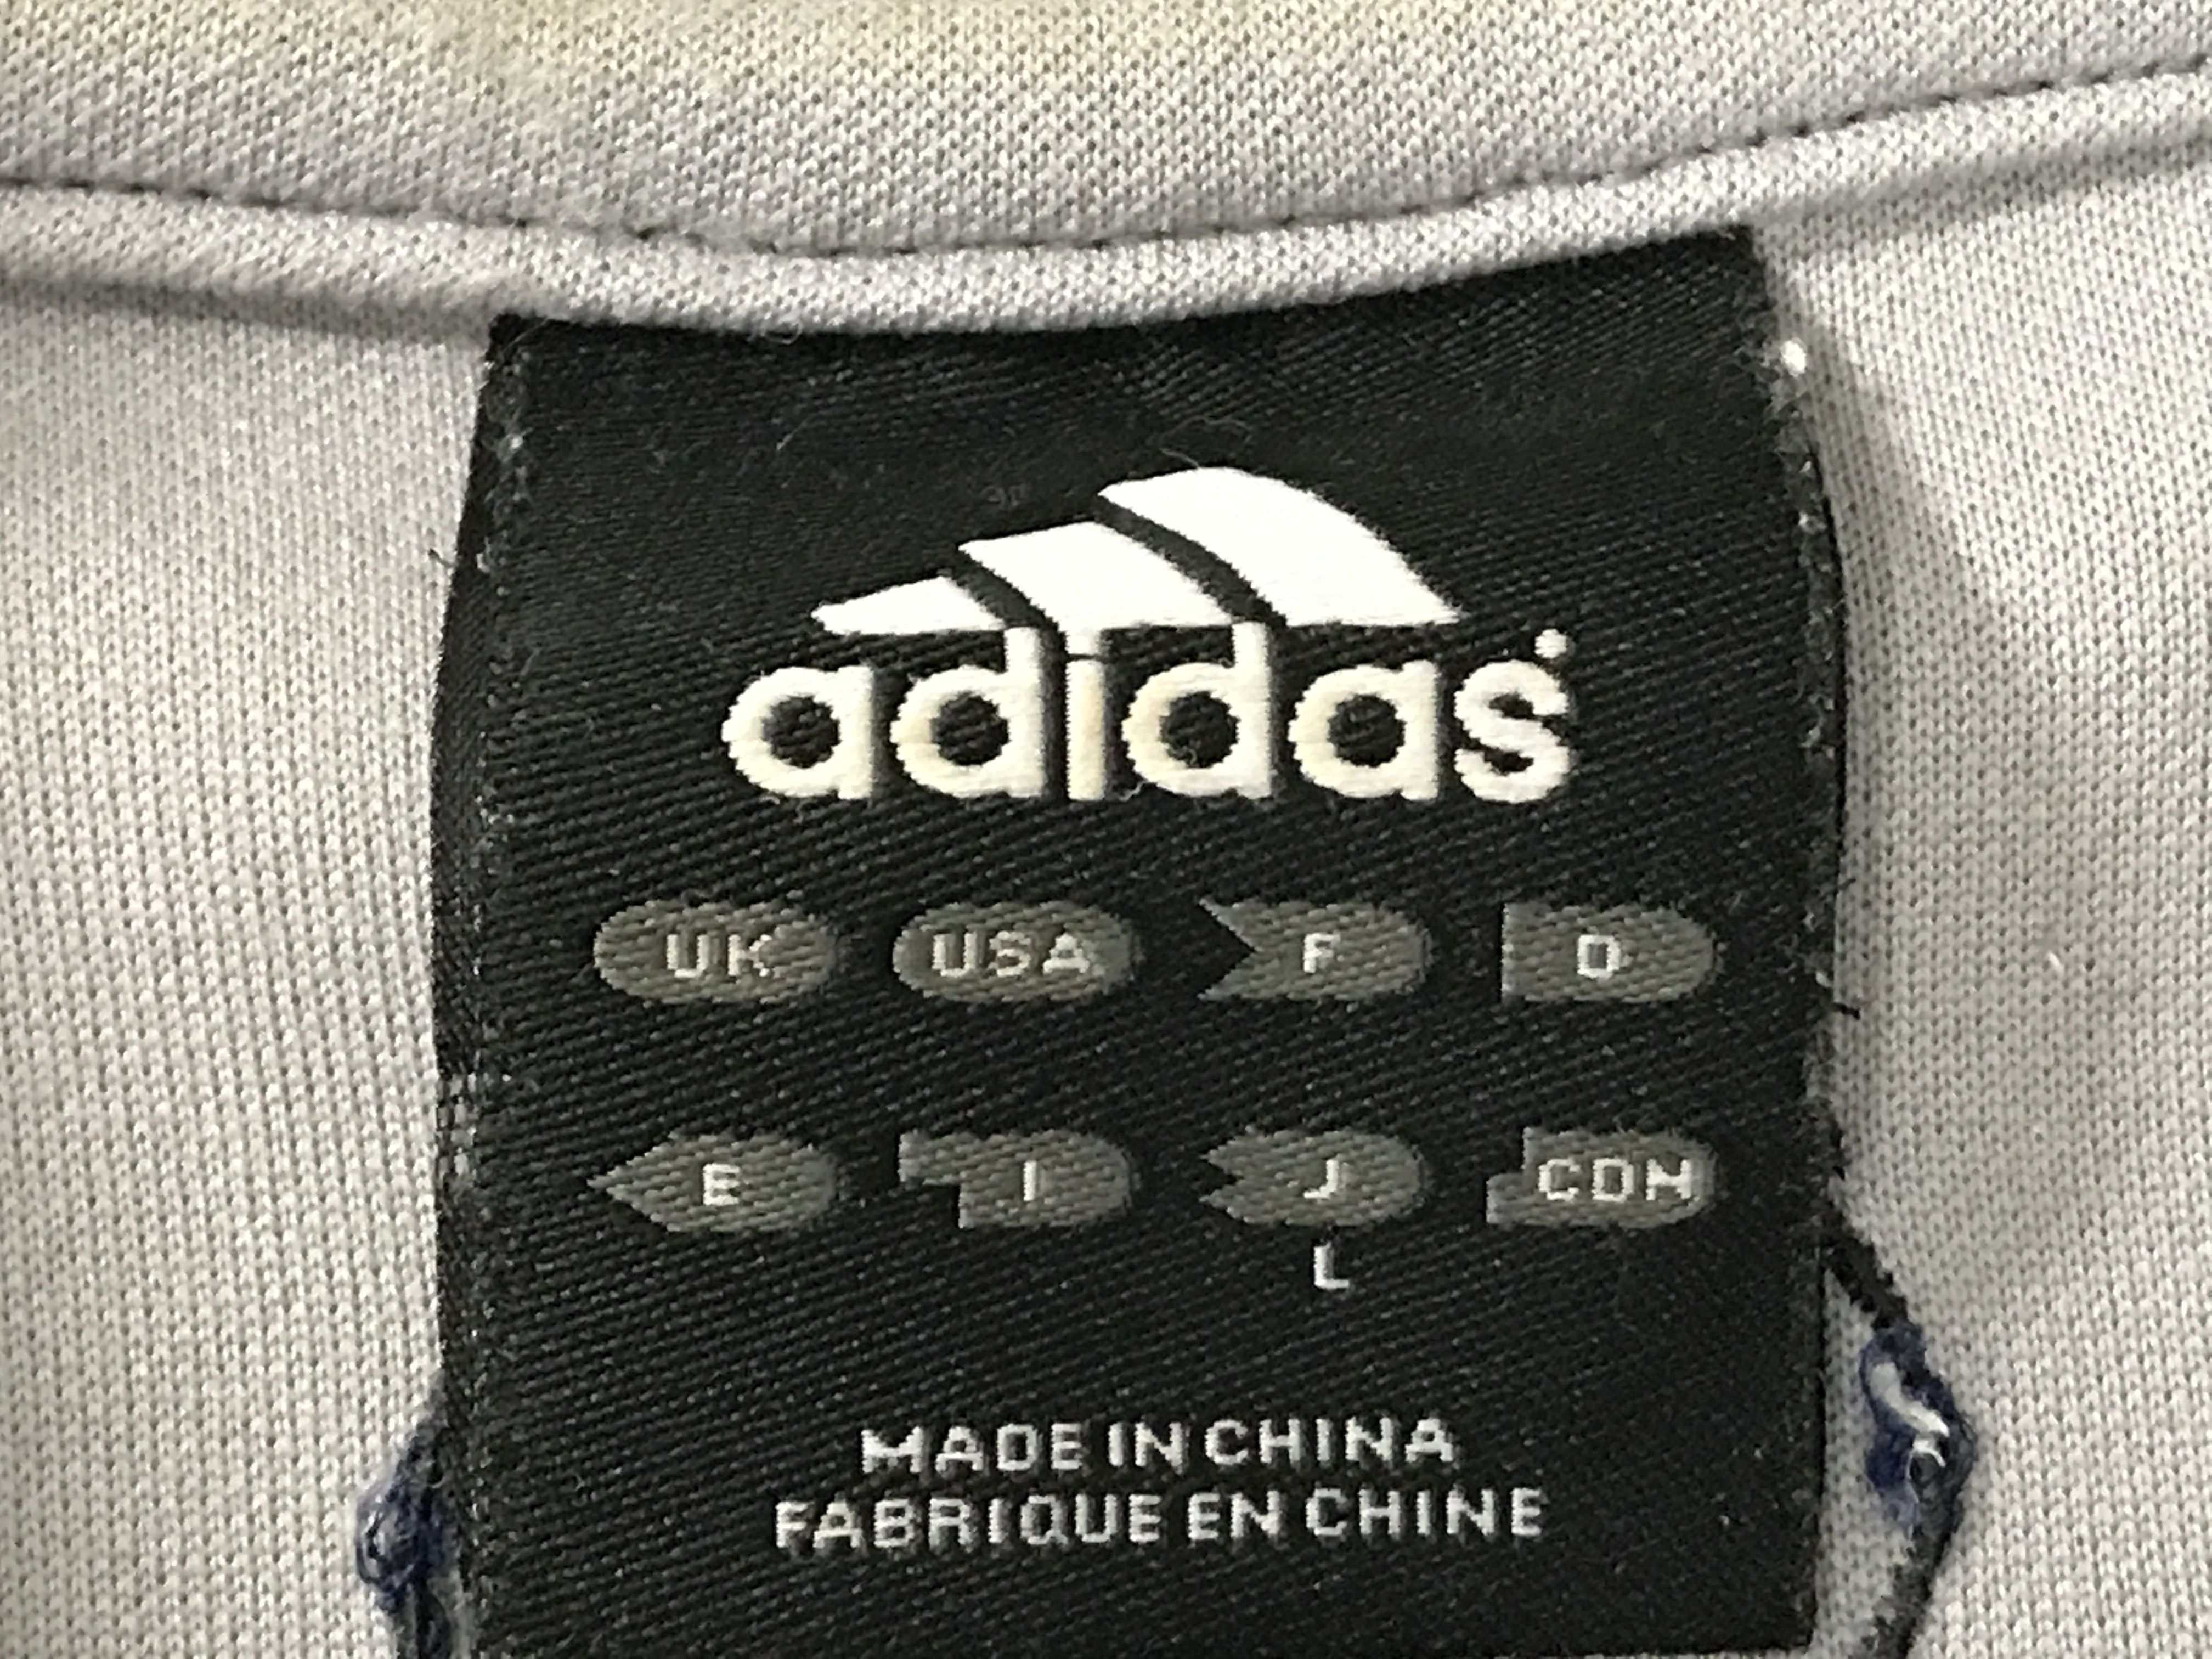 adidas
UK USA F D
E I J CDN
L
MADE IN CHINA
FABRIQUE EN CHINE